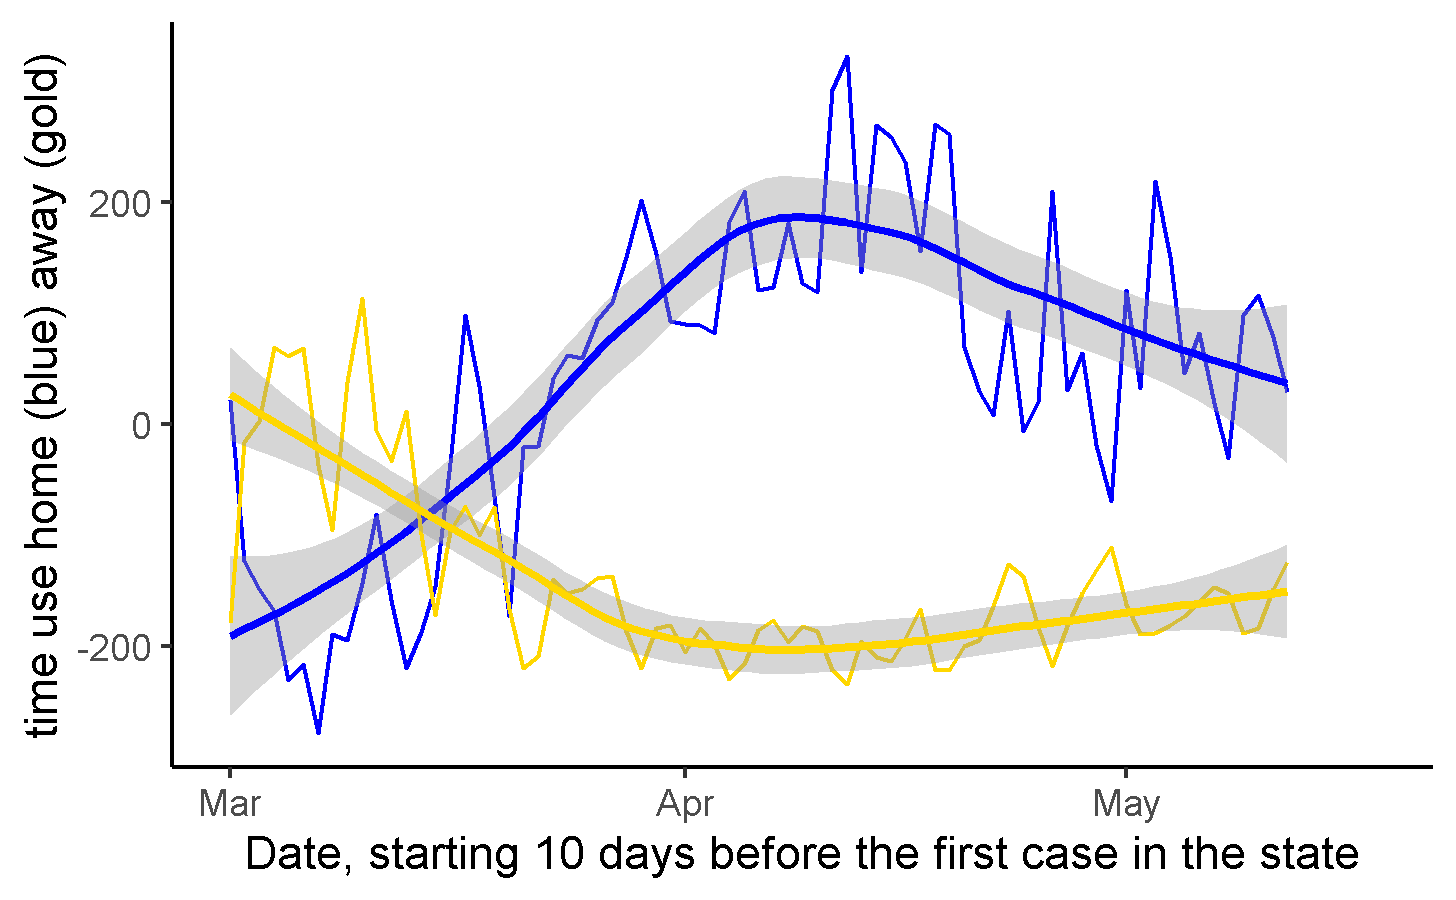 time use home (blue) away (gold)
200
0
-200
Mar
Apr
May
Date, starting 10 days before the first case in the state